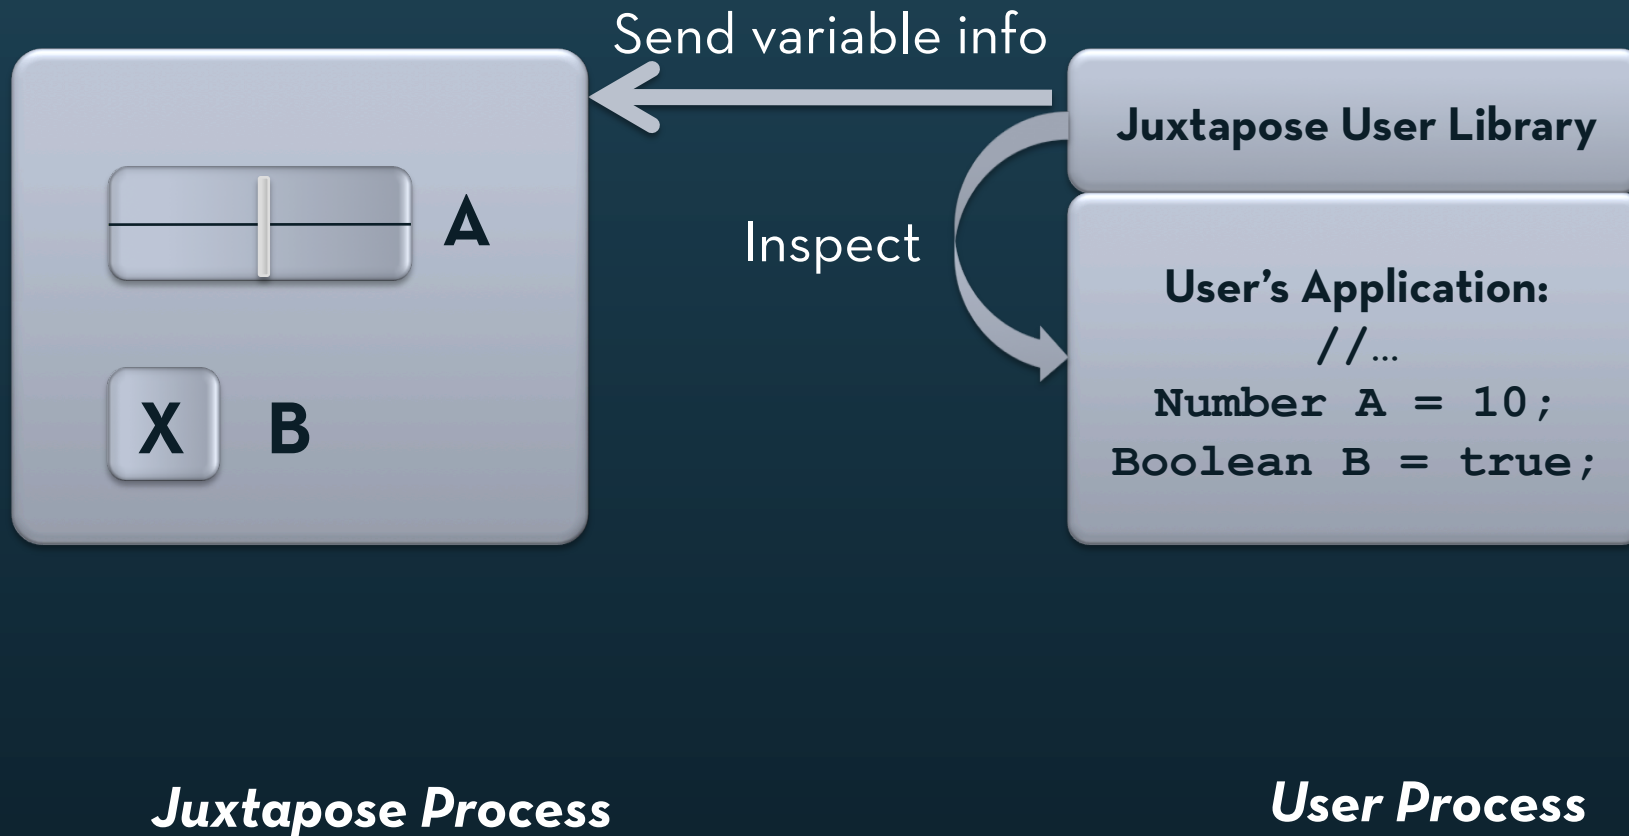 Send variable info
Juxtapose User Library
A
Inspect
User’s Application:
//…
Number A = 10;
X B
Boolean B = true;
Juxtapose Process
User Process